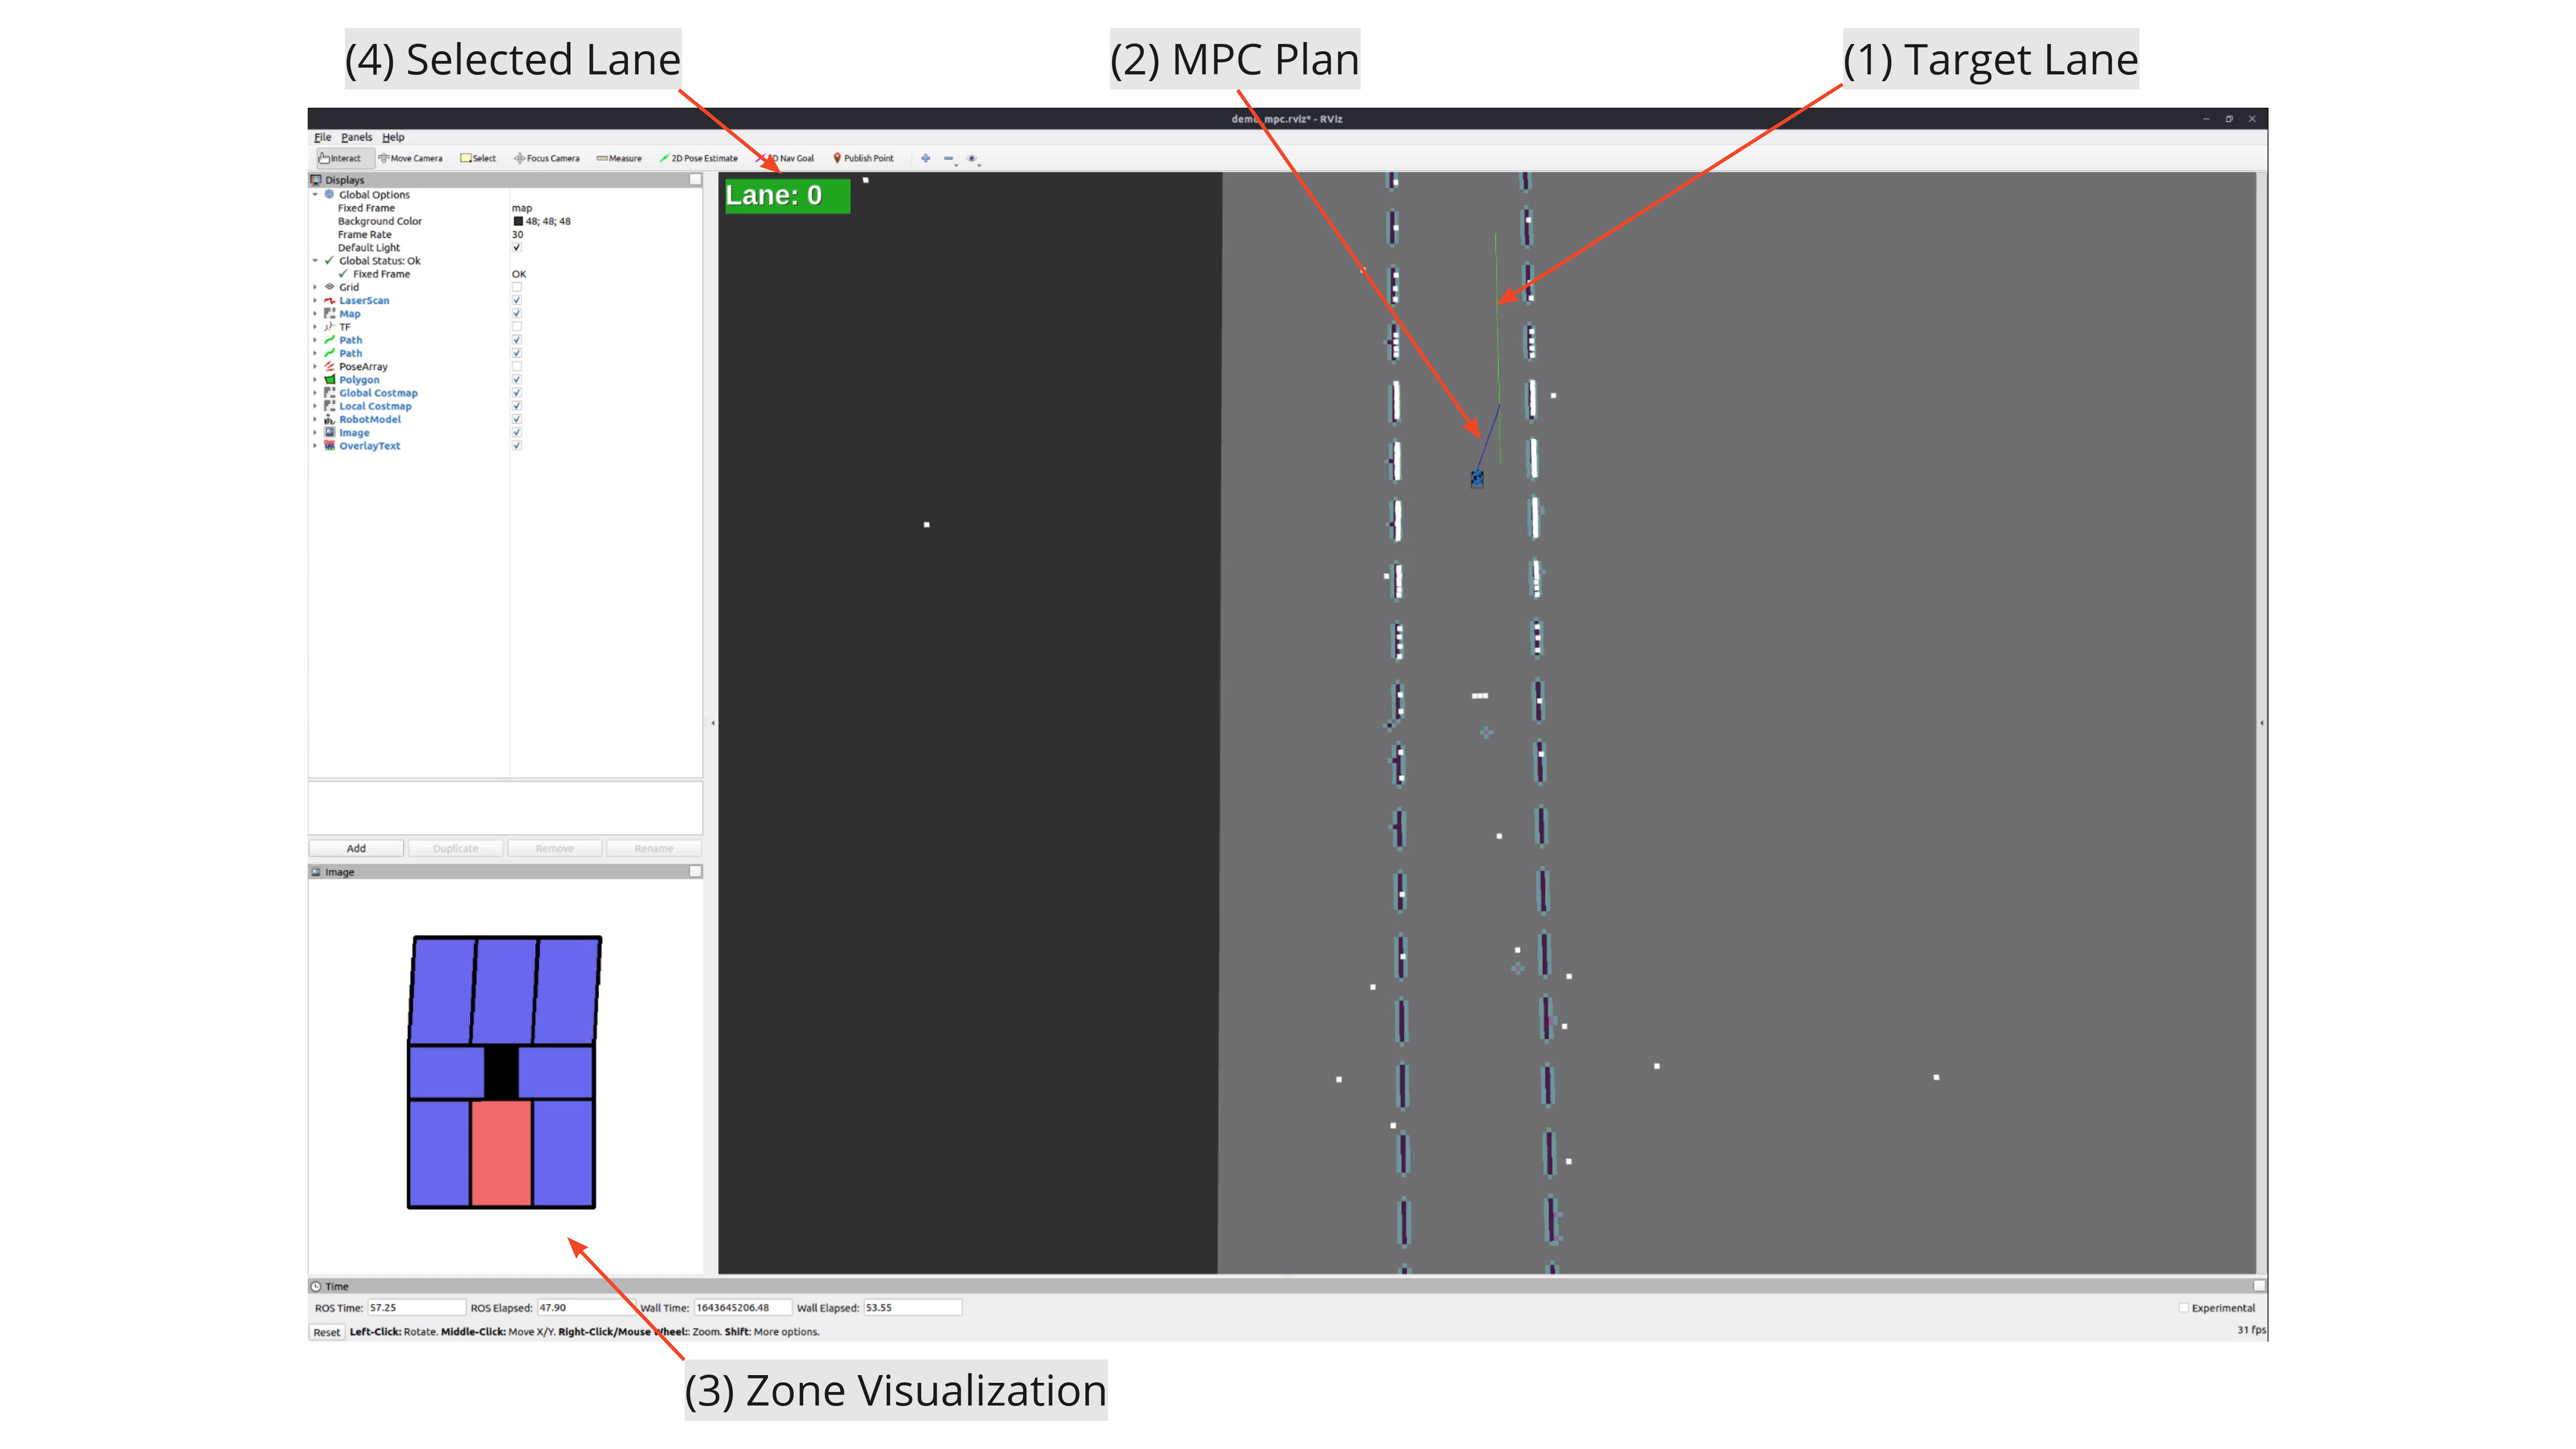 (4) Selected Lane
(2) MPC Plan
(1) Target Lane
demo_mpc.rviz* - RViz
File Panels Help
Interact Move Camera Select Focus Camera Measure 2D Pose Estimate 2D Nav Goal Publish Point
Displays
Global Options
Fixed Frame map
Background Color 48; 48; 48
Frame Rate 30
Default Light
Global Status: Ok
Fixed Frame OK
Grid
LaserScan
Map
TF
Path
Path
PoseArray
Polygon
Global Costmap
Local Costmap
RobotModel
Image
OverlayText
Add Duplicate Remove Rename
Image
Lane: 0
Time
ROS Time: 57.25 ROS Elapsed: 47.90 Wall Time: 1643645206.48 Wall Elapsed: 53.55 Experimental
Reset Left-Click: Rotate. Middle-Click: Move X/Y. Right-Click/Mouse Wheel:: Zoom. Shift: More options. 31 fps
(3) Zone Visualization